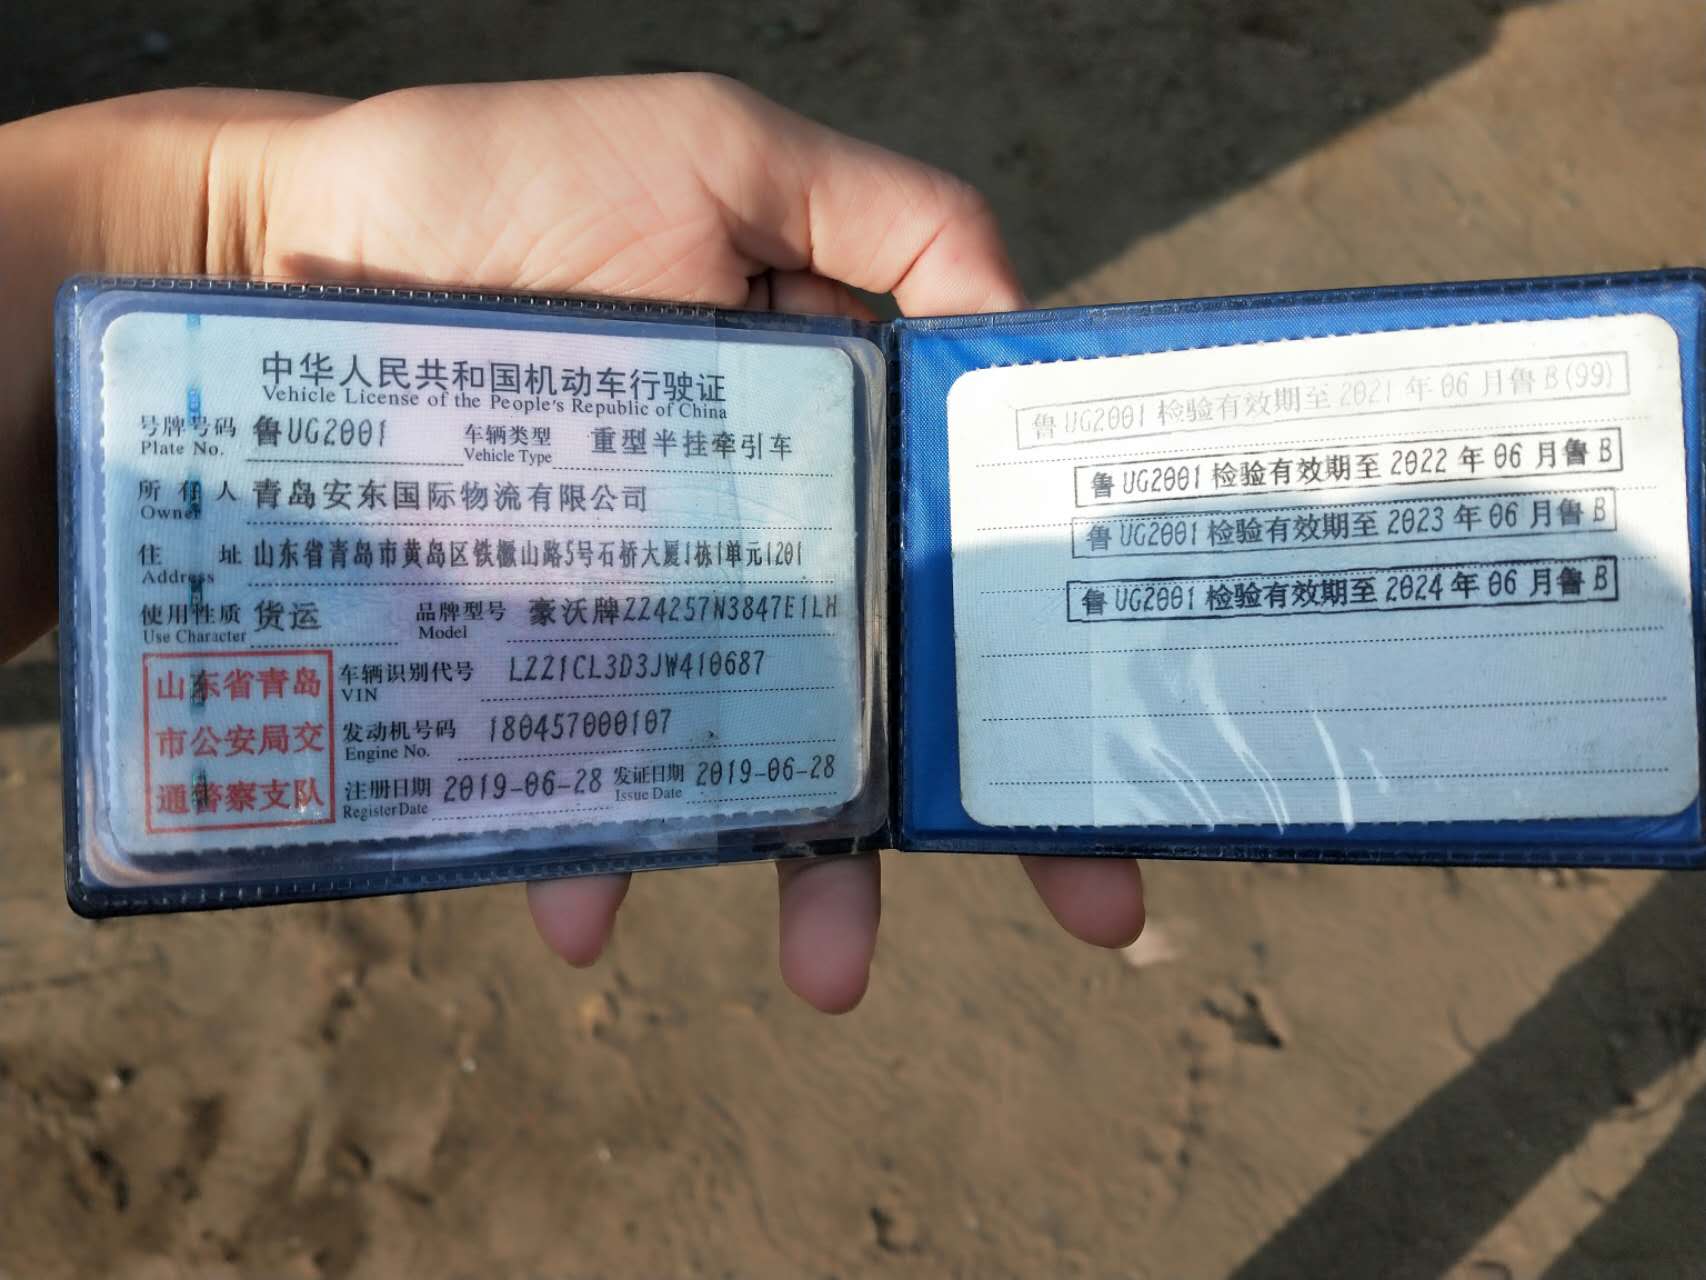 中华人民共和国机动车行驶证
Vehicle License of the People's Republic of China
号牌号码 鲁UG2001 车辆类型 重型半挂牵引车
Plate No. Vehicle Type
所有人 青岛安东国际物流有限公司
Owner
住址 山东省青岛市黄岛区铁橛山路5号石桥大厦1栋1单元1201
Address
使用性质 货运 品牌型号 豪沃牌ZZ4257N3847E1LH
Use Character Model
山东省青岛
市公安局交
通警察支队
车辆识别代号 LZZ1CL3D3JW410687
VIN
发动机号码 180457000107
Engine No.
注册日期 2019-06-28 发证日期 2019-06-28
Register Date Issue Date
鲁UG2001检验有效期至2021年06月鲁B(99)
鲁UG2001检验有效期至2022年06月鲁B
鲁UG2001检验有效期至2023年06月鲁B
鲁UG2001检验有效期至2024年06月鲁B